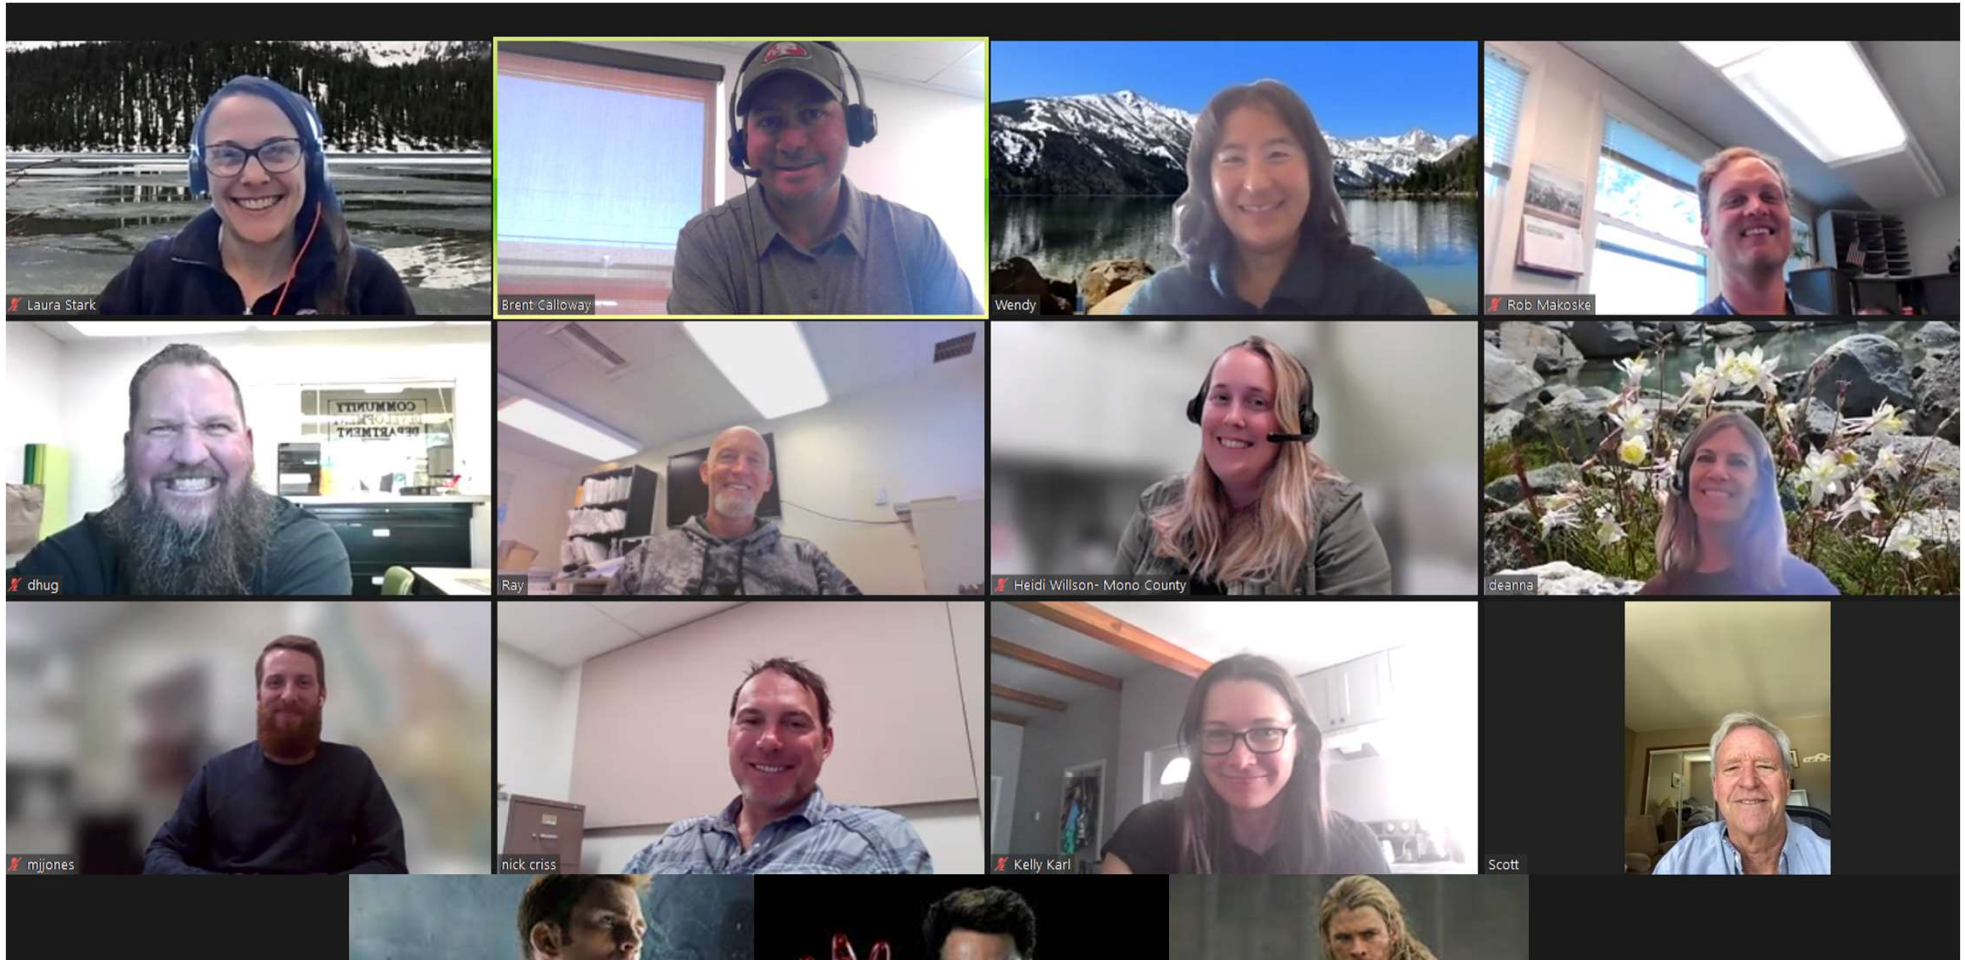 Laura Stark
Brent Calloway
Wendy
Rob Makoske
COMMUNITY
DEVELOPMENT
DEPARTMENT
dhug
Ray
Heidi Willson- Mono County
deanna
mjjones
nick criss
Kelly Karl
Scott